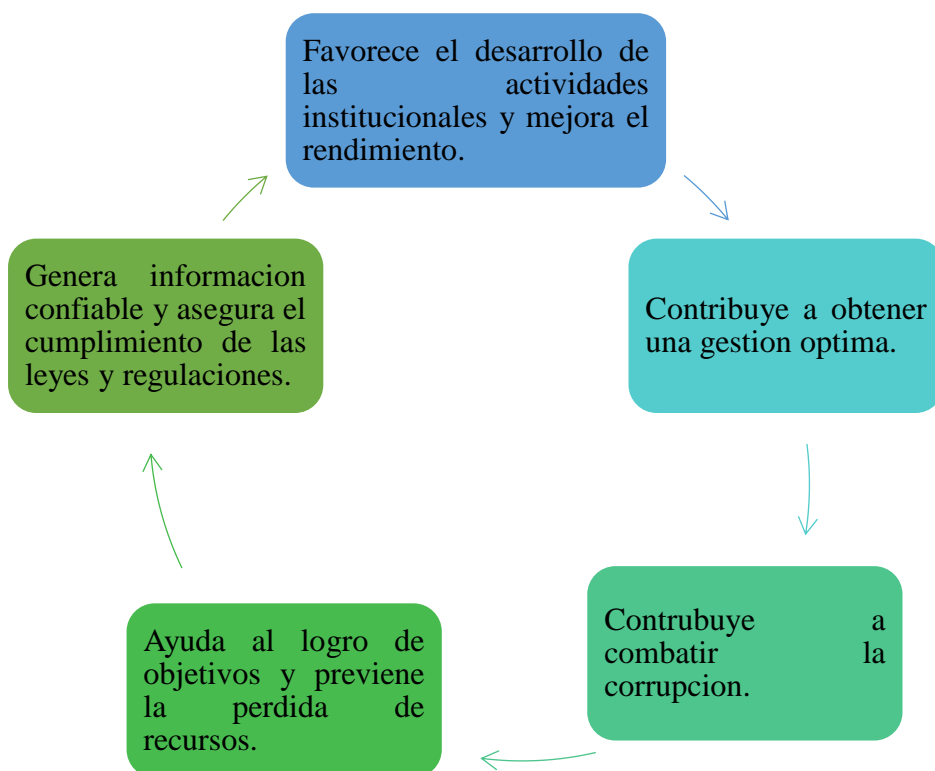 Favorece el desarrollo de
las actividades
institucionales y mejora el
rendimiento.
Contribuye a obtener
una gestion optima.
Contrubuye a
combatir la
corrupcion.
Ayuda al logro de
objetivos y previene
la perdida de
recursos.
Genera informacion
confiable y asegura el
cumplimiento de las
leyes y regulaciones.